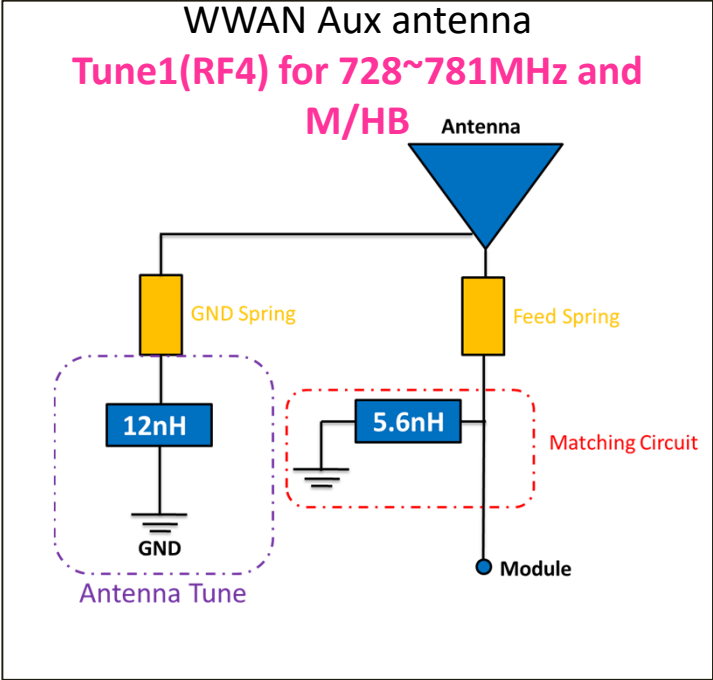 WWAN Aux antenna
Tune1(RF4) for 728~781MHz and
M/HB
Antenna
GND Spring
Feed Spring
12nH
5.6nH
Matching Circuit
GND
Module
Antenna Tune